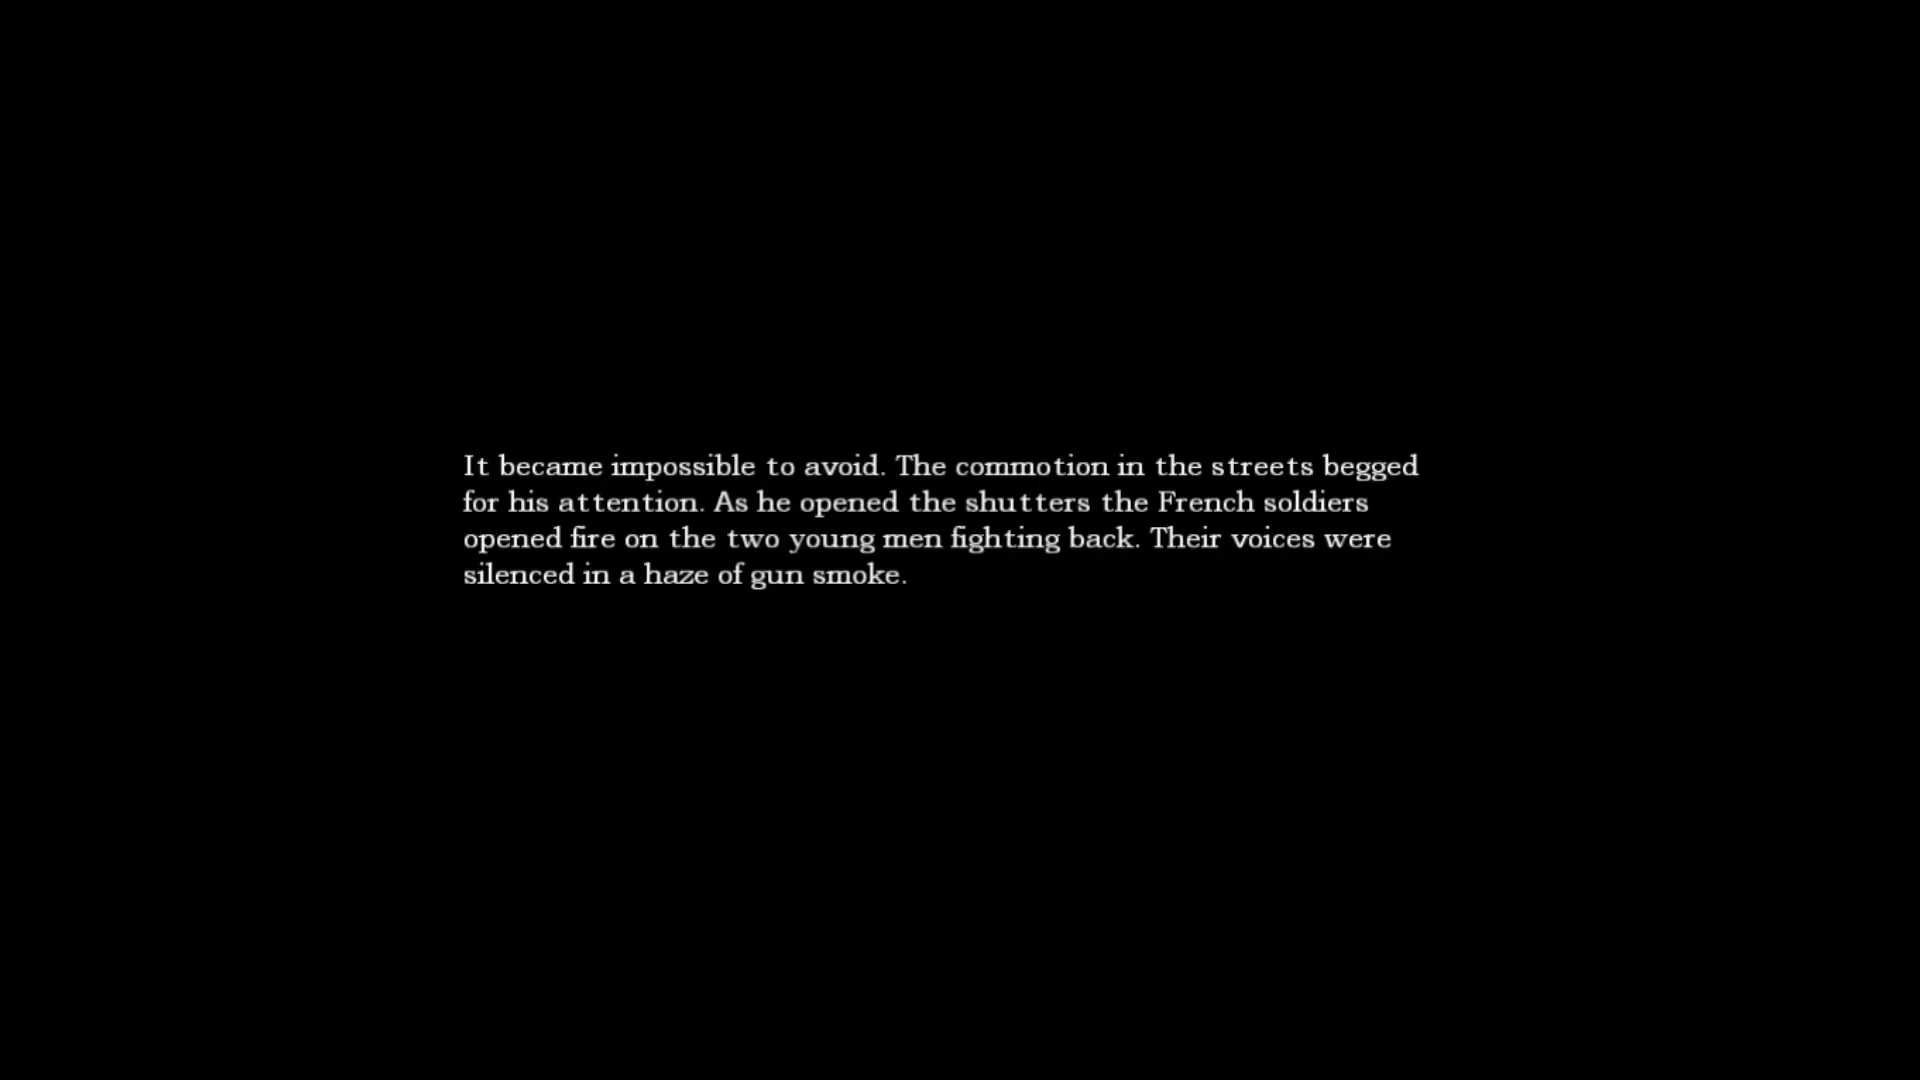 It became impossible to avoid. The commotion in the streets begged
for his attention. As he opened the shutters the French soldiers
opened fire on the two young men fighting back. Their voices were
silenced in a haze of gun smoke.